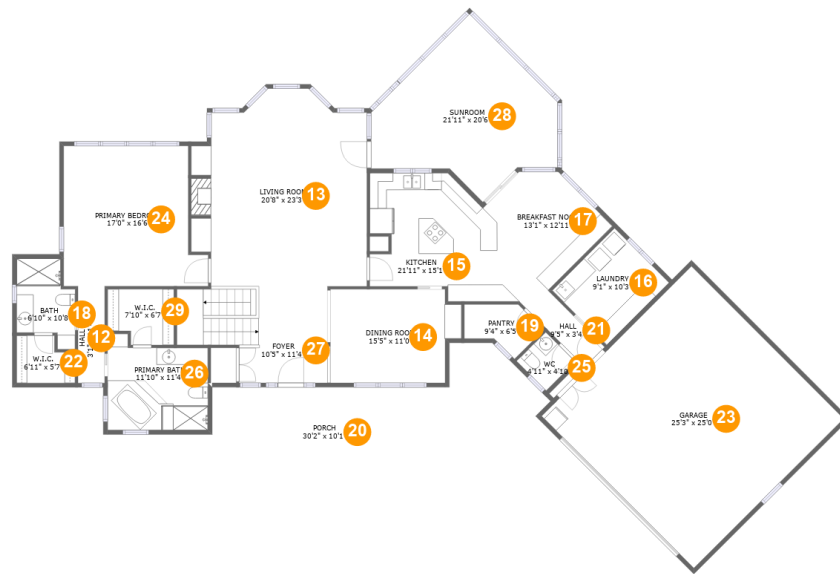 SUNROOM
21'11" x 20'6
28
LIVING ROO
20'8" x 23'3
13
PRIMARY BEDR
17'0" x 16'6
24
BREAKFAST NO
13'1" x 12'11
17
KITCHEN
21'11" x 15'1
15
LAUNDRY
9'1" x 10'3
16
BATH
6'10" x 10'8
18
W.I.C.
7'10" x 6'7
29
HALL
3'1
12
W.I.C.
6'11" x 5'7
22
PRIMARY BAT
11'10" x 11'4
26
FOYER
10'5" x 11'4
27
DINING ROO
15'5" x 11'0
14
PANTRY
9'4" x 6'5
19
HALL
9'5" x 3'4
21
WC
4'11" x 4'10
25
PORCH
30'2" x 10'1
20
GARAGE
25'3" x 25'0
23